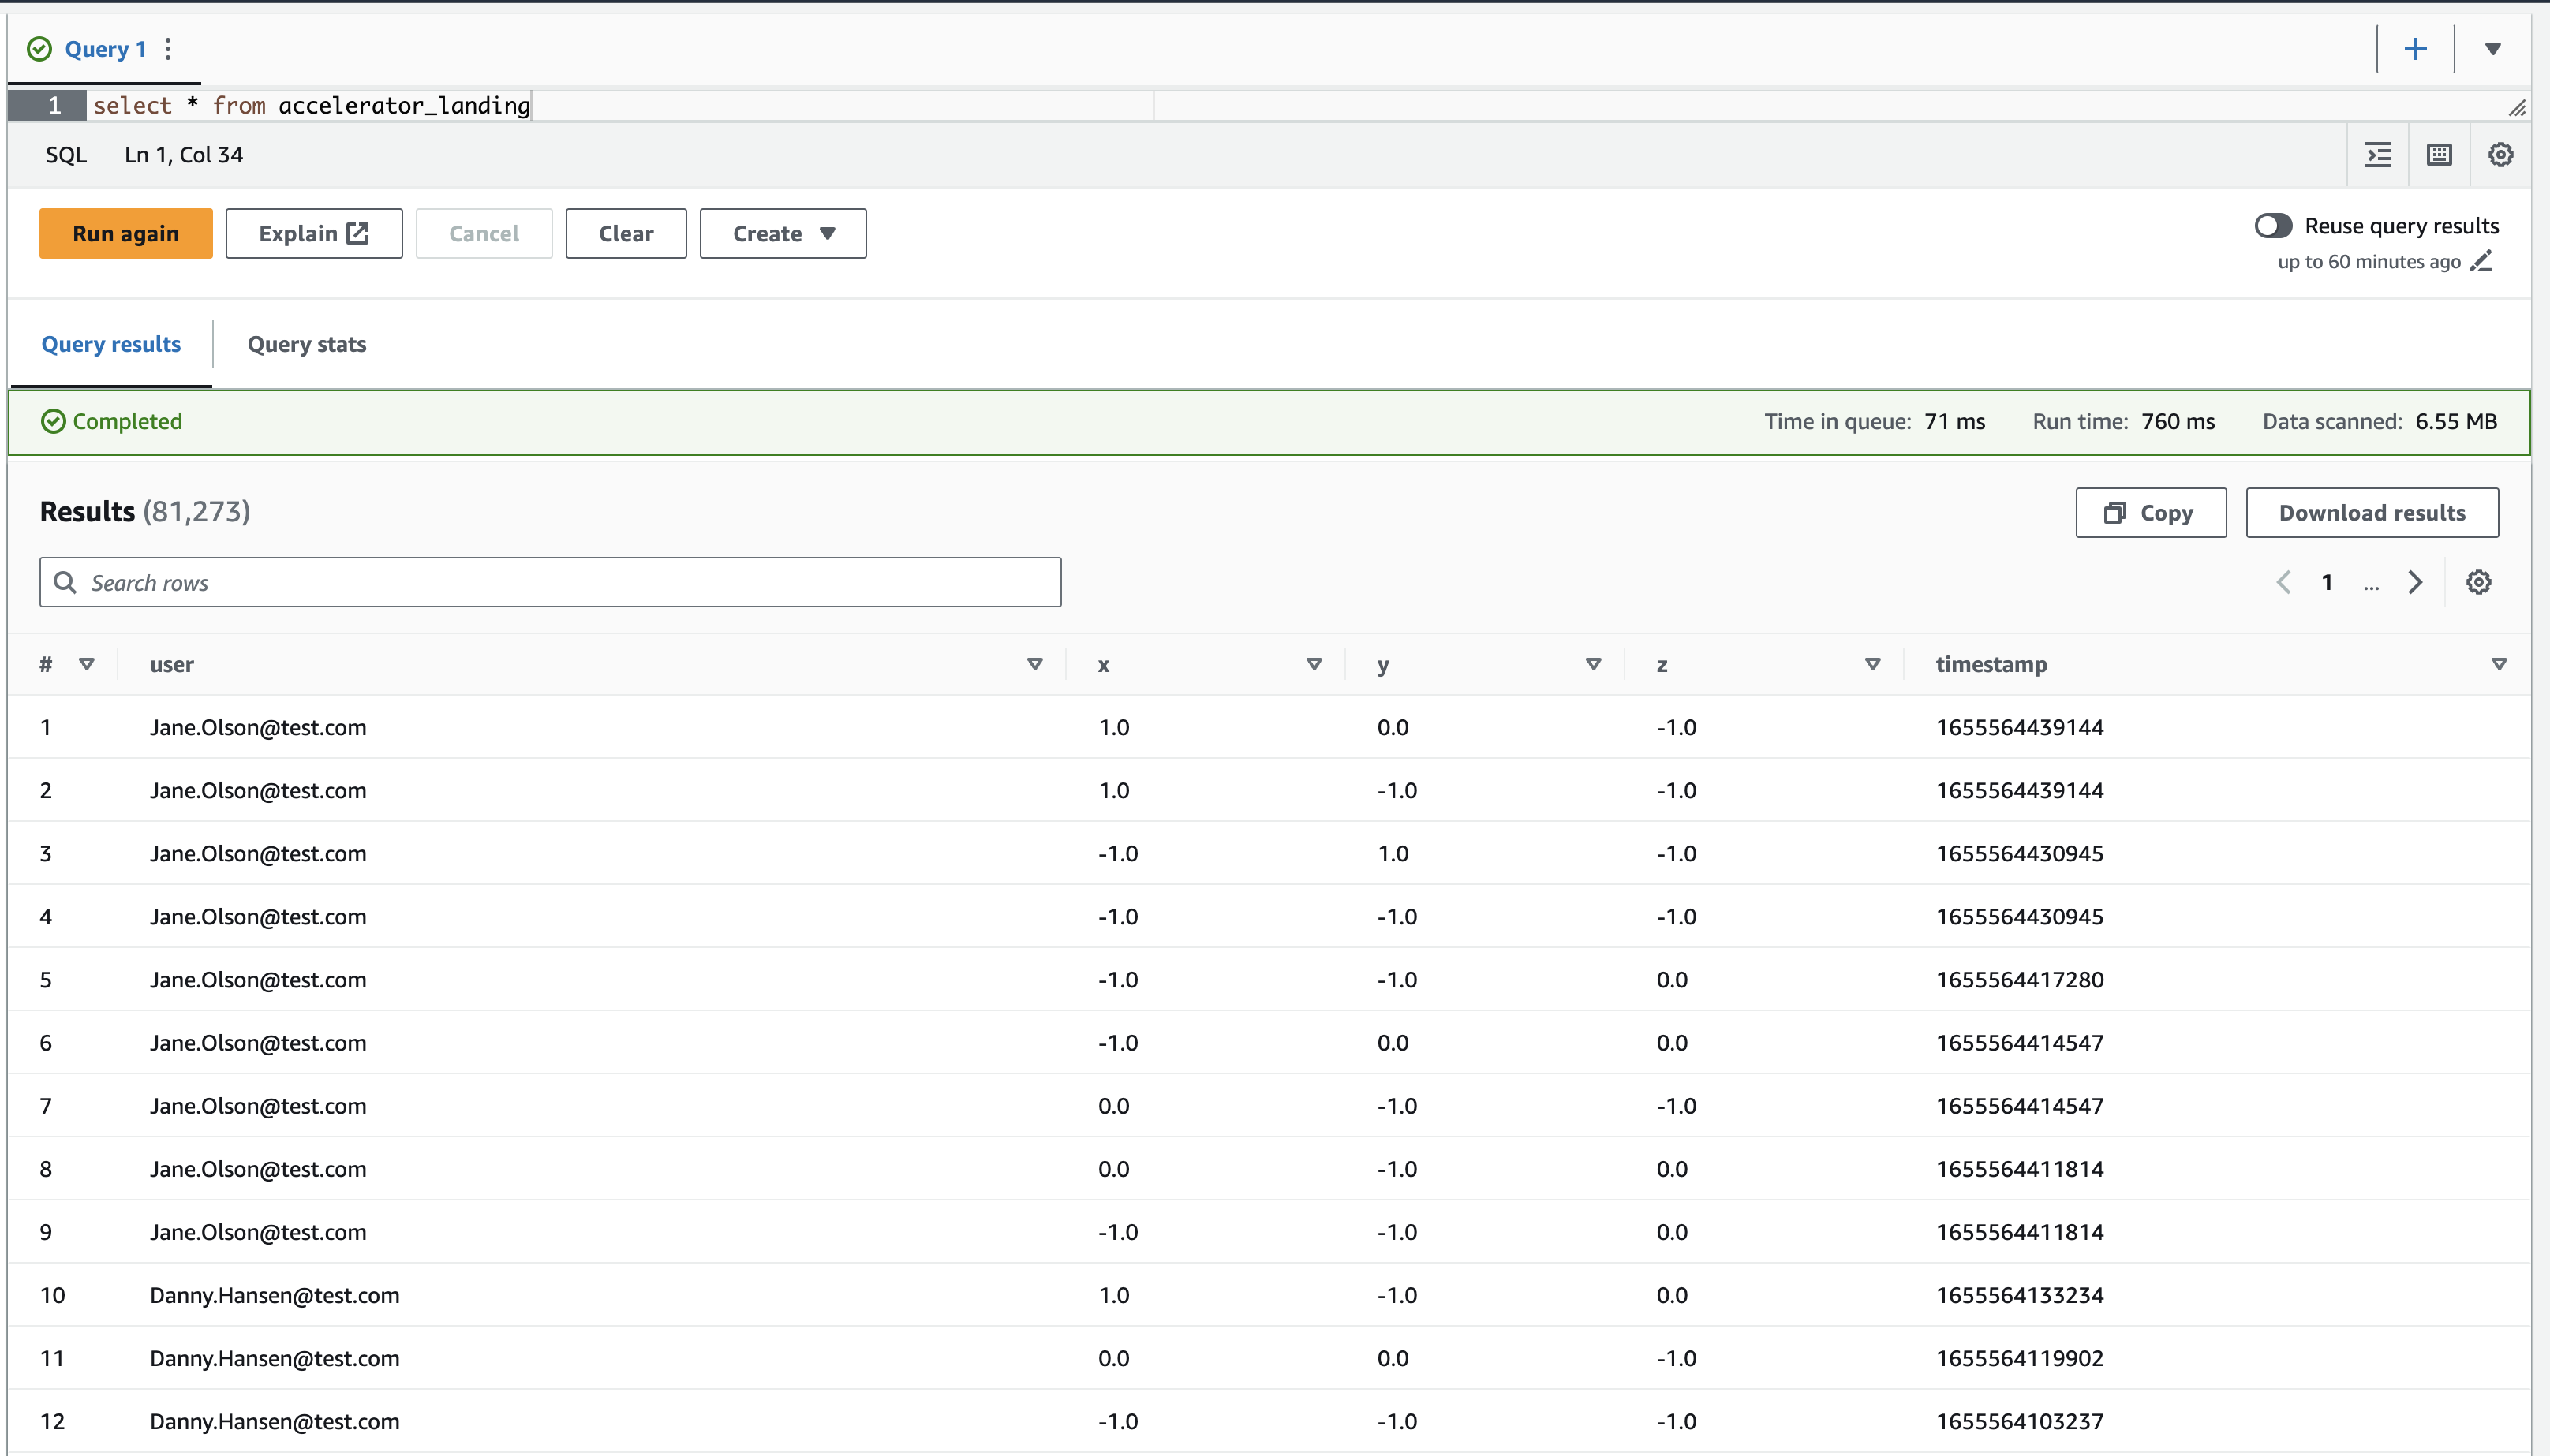 Query 1
1 select * from accelerator_landing
SQL Ln 1, Col 34
Run again Explain Cancel Clear Create Reuse query results
up to 60 minutes ago
Query results Query stats
Completed Time in queue: 71 ms Run time: 760 ms Data scanned: 6.55 MB
Results (81,273) Copy Download results
Search rows 1 ...
# user x y z timestamp
1 Jane.Olson@test.com 1.0 0.0 -1.0 1655564439144
2 Jane.Olson@test.com 1.0 -1.0 -1.0 1655564439144
3 Jane.Olson@test.com -1.0 1.0 -1.0 1655564430945
4 Jane.Olson@test.com -1.0 -1.0 -1.0 1655564430945
5 Jane.Olson@test.com -1.0 -1.0 0.0 1655564417280
6 Jane.Olson@test.com -1.0 0.0 0.0 1655564414547
7 Jane.Olson@test.com 0.0 -1.0 -1.0 1655564414547
8 Jane.Olson@test.com 0.0 -1.0 0.0 1655564411814
9 Jane.Olson@test.com -1.0 -1.0 0.0 1655564411814
10 Danny.Hansen@test.com 1.0 -1.0 0.0 1655564133234
11 Danny.Hansen@test.com 0.0 0.0 -1.0 1655564119902
12 Danny.Hansen@test.com -1.0 -1.0 -1.0 1655564103237